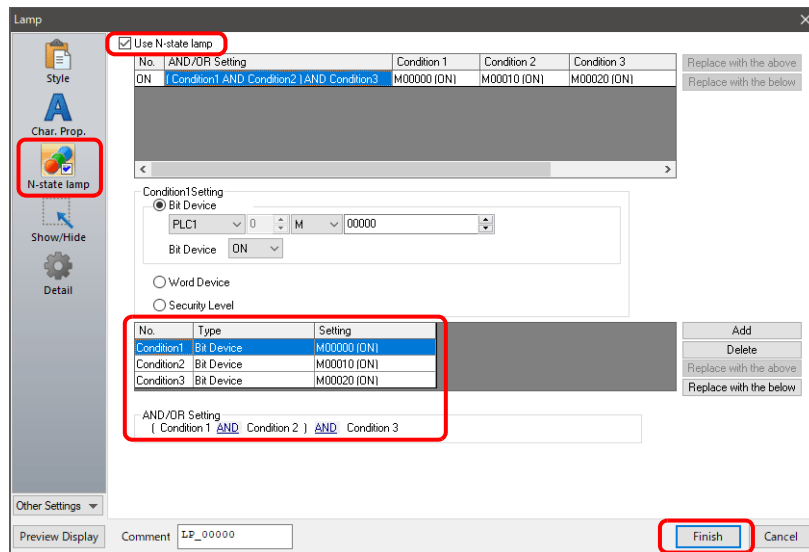 Lamp
Style
Char. Prop.
N-state lamp
Show/Hide
Detail
Other Settings
Use N-state lamp
No. AND/OR Setting Condition 1 Condition 2 Condition 3
ON ( Condition1 AND Condition2 ) AND Condition3 M00000 (ON) M00010 (ON) M00020 (ON)
Replace with the above
Replace with the below
Condition1Setting
Bit Device
PLC1 0 M 00000
Bit Device ON
Word Device
Security Level
No. Type Setting
Condition1 Bit Device M00000 (ON)
Condition2 Bit Device M00010 (ON)
Condition3 Bit Device M00020 (ON)
Add
Delete
Replace with the above
Replace with the below
AND/OR Setting
( Condition 1 AND Condition 2 ) AND Condition 3
Preview Display Comment LP_00000 Finish Cancel